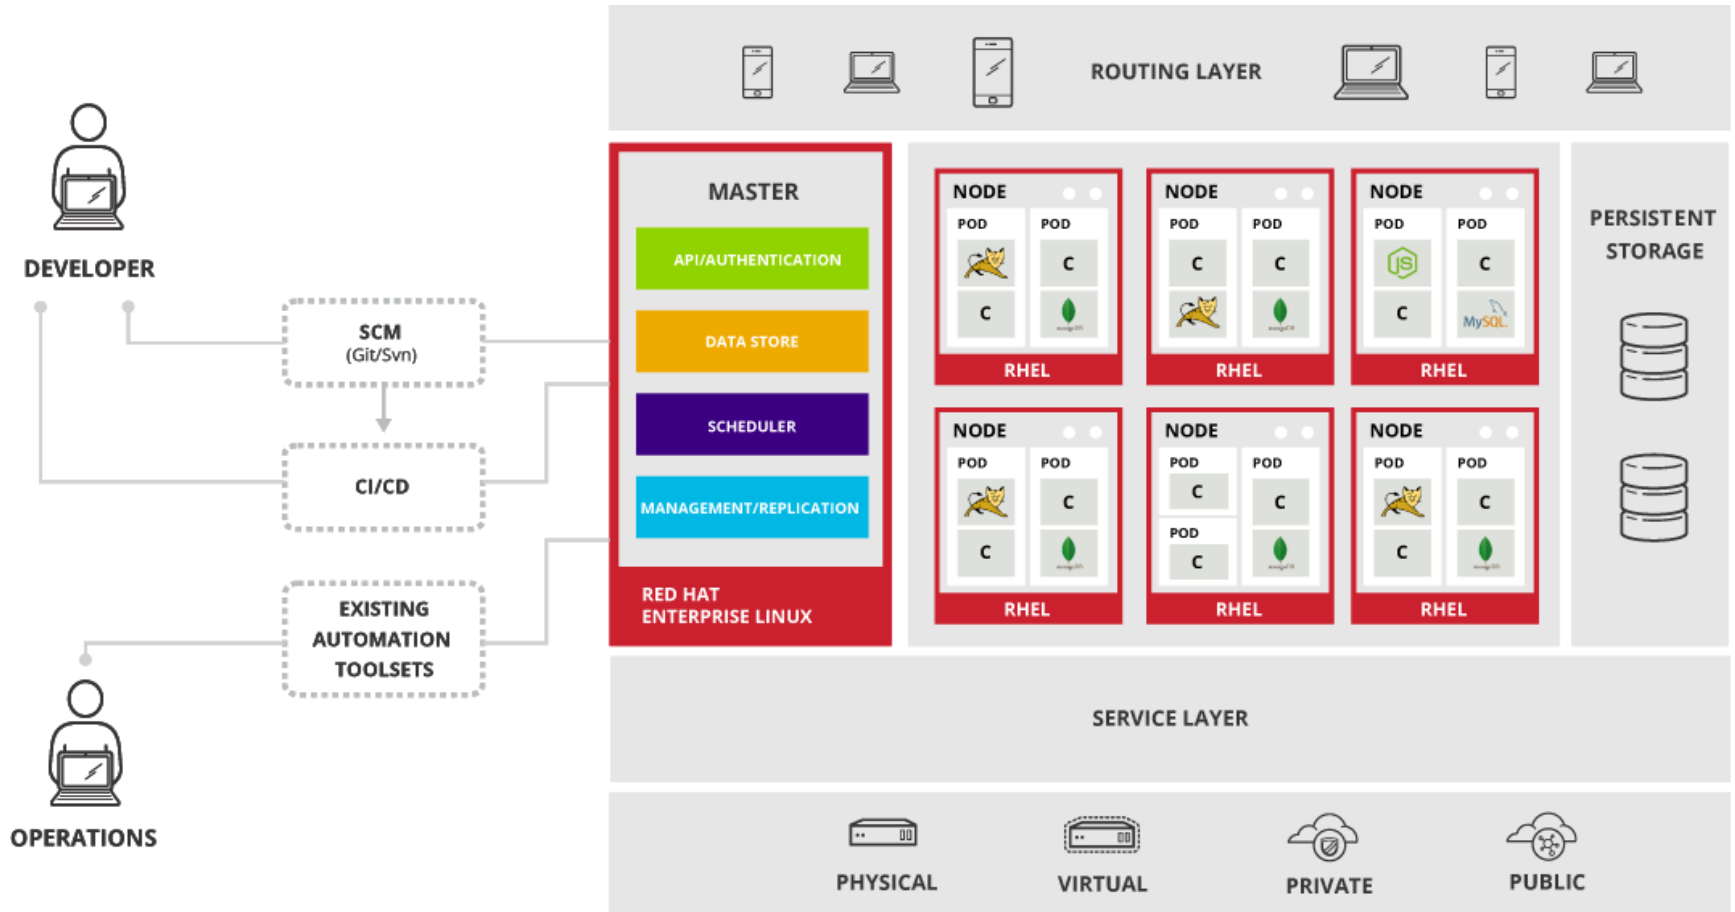 ROUTING LAYER
DEVELOPER
SCM
(Git/Svn)
CI/CD
EXISTING
AUTOMATION
TOOLSETS
OPERATIONS
MASTER
API/AUTHENTICATION
DATA STORE
SCHEDULER
MANAGEMENT/REPLICATION
RED HAT
ENTERPRISE LINUX
NODE
POD
POD
C
C
RHEL
NODE
POD
POD
C
C
RHEL
NODE
POD
POD
JS
C
C
MySQL
RHEL
NODE
POD
POD
C
C
RHEL
NODE
POD
POD
C
C
POD
C
RHEL
NODE
POD
POD
C
C
RHEL
PERSISTENT
STORAGE
SERVICE LAYER
PHYSICAL
VIRTUAL
PRIVATE
PUBLIC